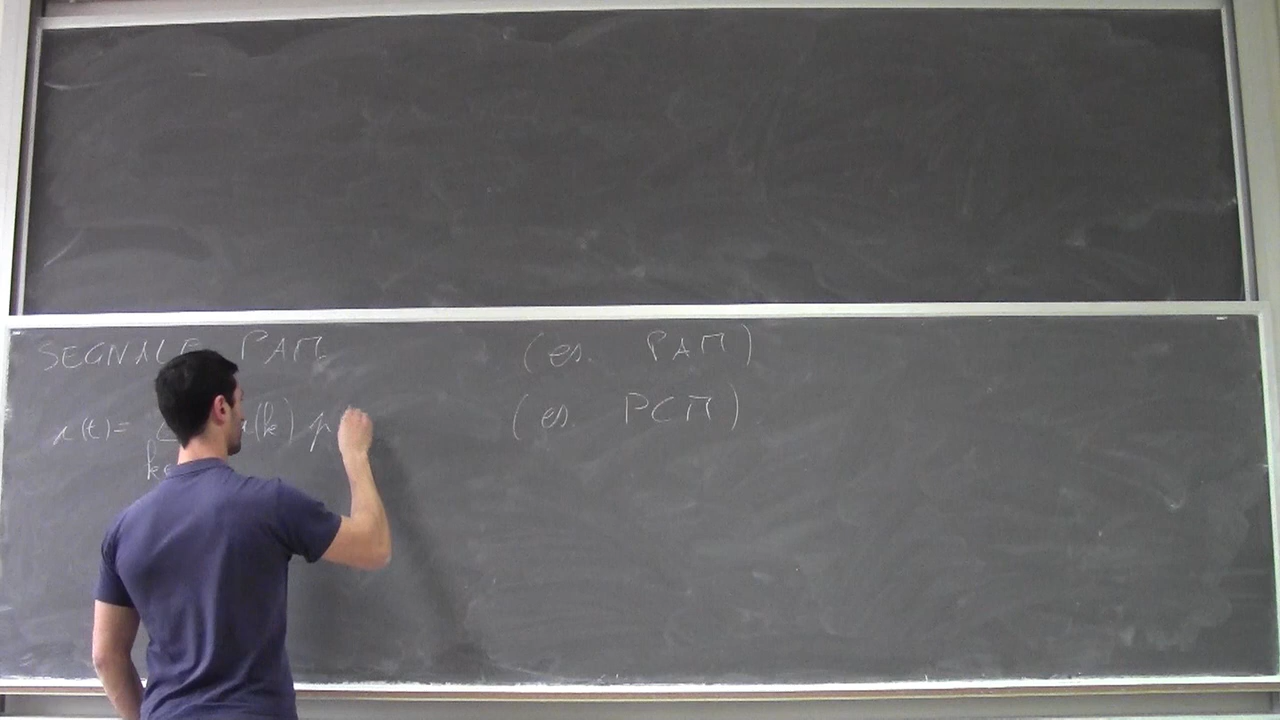 SEGNALE PAM (es. PAM)
(t) = (k) p (es. PCM)
k∈